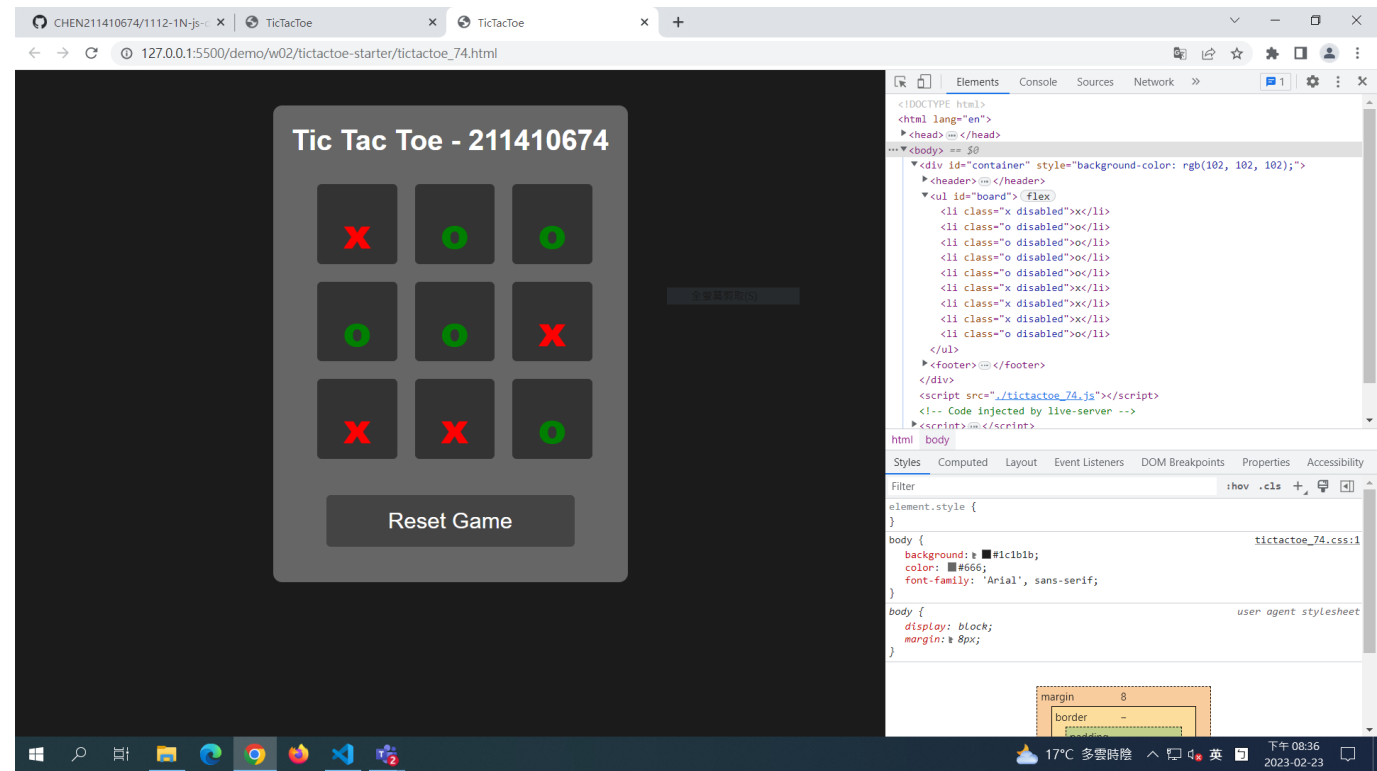 CHEN211410674/1112-1N-js-c
TicTacToe
TicTacToe
127.0.0.1:5500/demo/w02/tictactoe-starter/tictactoe_74.html
Tic Tac Toe - 211410674
x o o
o o x
x x o
Reset Game
Elements Console Sources Network » 1
<!DOCTYPE html>
<html lang="en">
<head> ⋯ </head>
<body> == $0
<div id="container" style="background-color: rgb(102, 102, 102);">
<header> ⋯ </header>
<ul id="board"> flex
<li class="x disabled">x</li>
<li class="o disabled">o</li>
<li class="o disabled">o</li>
<li class="o disabled">o</li>
<li class="o disabled">o</li>
<li class="x disabled">x</li>
<li class="x disabled">x</li>
<li class="x disabled">x</li>
<li class="o disabled">o</li>
</ul>
<footer> ⋯ </footer>
</div>
<script src="./tictactoe_74.js"></script>
<!-- Code injected by live-server -->
<script> ⋯ </script>
html body
Styles Computed Layout Event Listeners DOM Breakpoints Properties Accessibility
Filter :hov .cls
element.style {
}
body { tictactoe_74.css:1
background: #1c1b1b;
color: #666;
font-family: 'Arial', sans-serif;
}
body { user agent stylesheet
display: block;
margin: 8px;
}
margin 8
border –
padding
17°C 多雲時陰 英 下午 08:36
2023-02-23
2